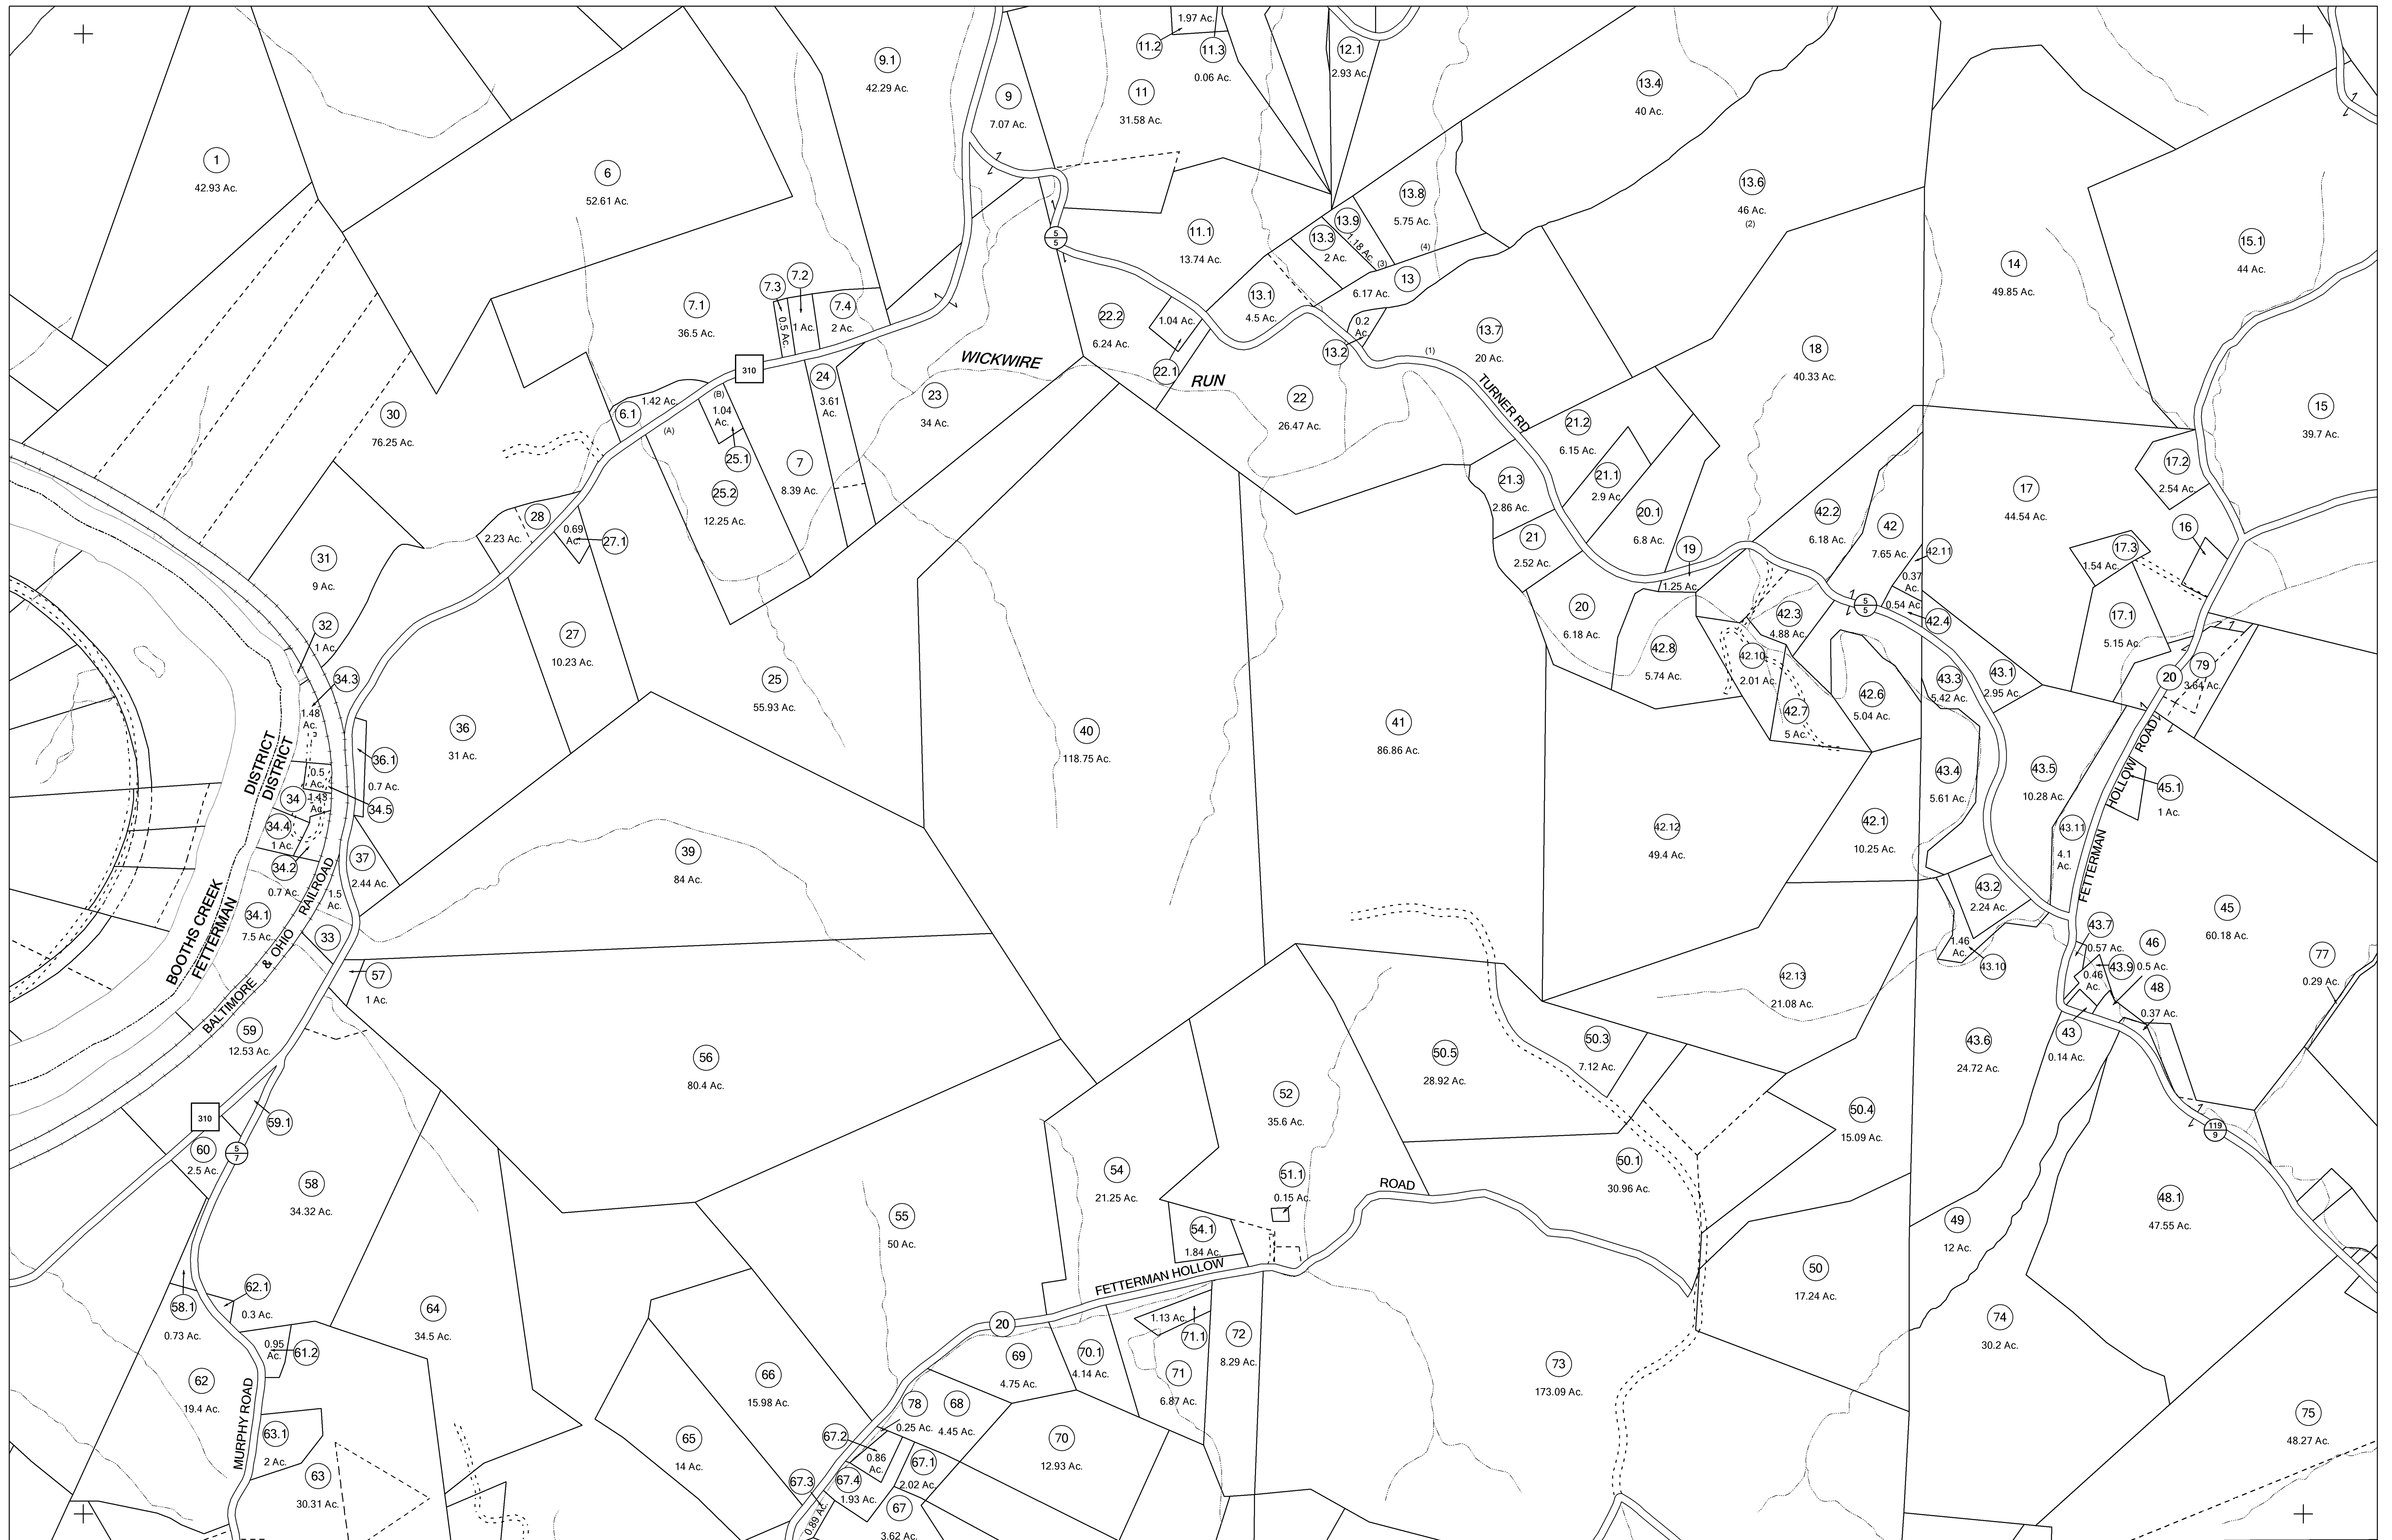 1
42.93 Ac.
6
52.61 Ac.
9.1
42.29 Ac.
9
7.07 Ac.
11
31.58 Ac.
11.2
1.97 Ac.
11.3
0.06 Ac.
12.1
2.93 Ac.
13.4
40 Ac.
13.6
46 Ac.
(2)
13.8
5.75 Ac.
13.9
1.18 Ac.
13.3
2 Ac.
(3)
(4)
13
6.17 Ac.
13.1
4.5 Ac.
0.2
Ac.
13.2
11.1
13.74 Ac.
5
5
14
49.85 Ac.
15.1
44 Ac.
15
39.7 Ac.
7.1
36.5 Ac.
7.3
0.5 Ac.
7.2
1 Ac.
7.4
2 Ac.
310
22.2
6.24 Ac.
1.04 Ac.
22.1
WICKWIRE
RUN
22
26.47 Ac.
(1)
13.7
20 Ac.
TURNER RD
18
40.33 Ac.
30
76.25 Ac.
6.1
1.42 Ac.
(A)
(B)
1.04
Ac.
25.1
24
3.61
Ac.
23
34 Ac.
7
8.39 Ac.
25.2
12.25 Ac.
21.2
6.15 Ac.
21.1
2.9 Ac.
21.3
2.86 Ac.
21
2.52 Ac.
20.1
6.8 Ac.
19
1.25 Ac.
20
6.18 Ac.
42.2
6.18 Ac.
42
7.65 Ac.
42.11
0.37
Ac.
0.54 Ac.
42.4
5
5
17
44.54 Ac.
17.2
2.54 Ac.
16
17.3
1.54 Ac.
17.1
5.15 Ac.
31
9 Ac.
28
2.23 Ac.
0.69
Ac.
27.1
27
10.23 Ac.
32
1 Ac.
34.3
1.48
Ac.
25
55.93 Ac.
40
118.75 Ac.
41
86.86 Ac.
42.3
4.88 Ac.
42.8
5.74 Ac.
42.10
2.01 Ac.
42.7
5 Ac.
42.6
5.04 Ac.
43.3
5.42 Ac.
43.1
2.95 Ac.
20
79
3.64 Ac.
36
31 Ac.
36.1
0.7 Ac.
0.5
Ac.
34.5
34
1.43
Ac.
34.4
1 Ac.
34.2
0.7 Ac.
34.1
7.5 Ac.
37
2.44 Ac.
1.5
Ac.
33
DISTRICT
DISTRICT
BOOTHS CREEK
FETTERMAN
BALTIMORE & OHIO RAILROAD
39
84 Ac.
42.12
49.4 Ac.
42.1
10.25 Ac.
43.4
5.61 Ac.
43.5
10.28 Ac.
45.1
1 Ac.
43.11
4.1
Ac.
FETTERMAN HOLLOW ROAD
43.2
2.24 Ac.
1.46
Ac.
43.10
45
60.18 Ac.
43.7
0.57 Ac.
43.9
0.46
Ac.
46
0.5 Ac.
48
0.37 Ac.
43
0.14 Ac.
77
0.29 Ac.
57
1 Ac.
59
12.53 Ac.
56
80.4 Ac.
42.13
21.08 Ac.
43.6
24.72 Ac.
50.3
7.12 Ac.
50.5
28.92 Ac.
52
35.6 Ac.
50.4
15.09 Ac.
50.1
30.96 Ac.
310
59.1
60
2.5 Ac.
5
7
119
9
58
34.32 Ac.
54
21.25 Ac.
51.1
0.15 Ac.
54.1
1.84 Ac.
55
50 Ac.
ROAD
FETTERMAN HOLLOW
20
48.1
47.55 Ac.
49
12 Ac.
50
17.24 Ac.
58.1
0.73 Ac.
62.1
0.3 Ac.
0.95
Ac.
61.2
64
34.5 Ac.
62
19.4 Ac.
MURPHY ROAD
63.1
2 Ac.
63
30.31 Ac.
66
15.98 Ac.
65
14 Ac.
69
4.75 Ac.
70.1
4.14 Ac.
1.13 Ac.
71.1
71
6.87 Ac.
72
8.29 Ac.
73
173.09 Ac.
74
30.2 Ac.
75
48.27 Ac.
78
0.25 Ac.
68
4.45 Ac.
70
12.93 Ac.
67.2
0.86
Ac.
67.1
2.02 Ac.
67.3
0.89 Ac.
67.4
1.93 Ac.
67
3.62 Ac.